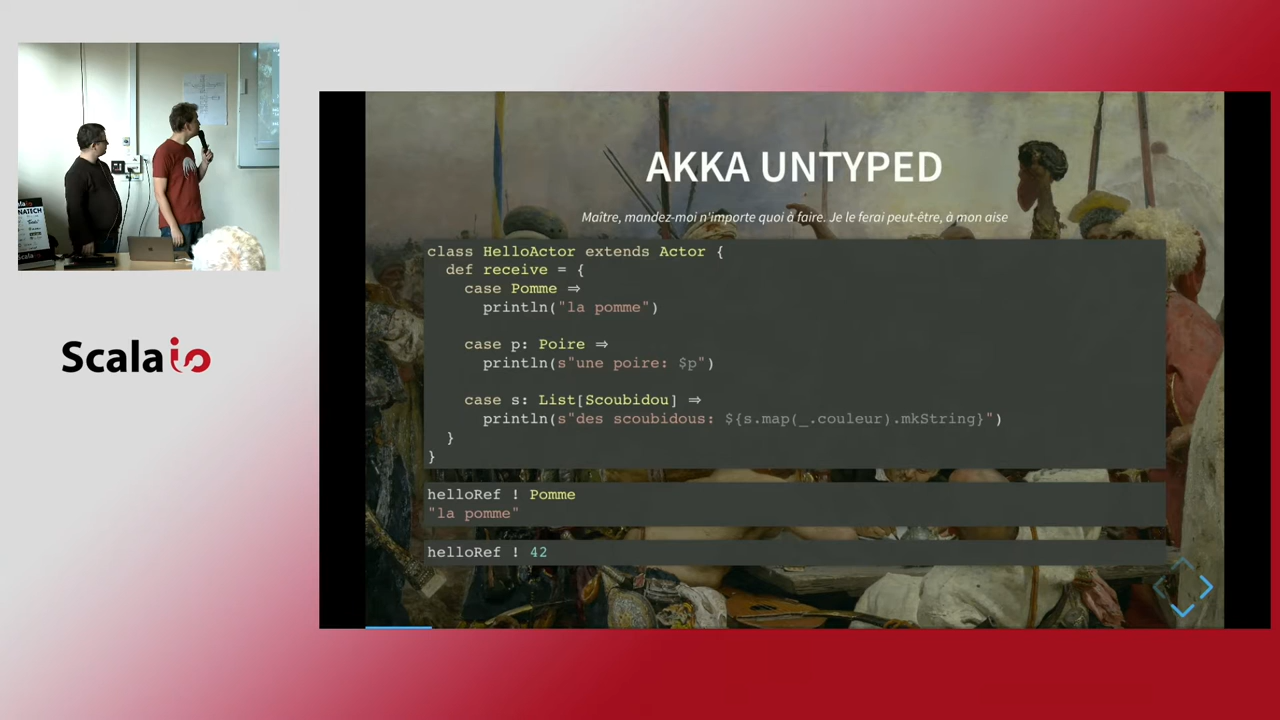 AKKA UNTYPED
Maître, mandez-moi n'importe quoi à faire. Je le ferai peut-être, à mon aise
class HelloActor extends Actor {
def receive = {
case Pomme ⇒
println("la pomme")
case p: Poire ⇒
println(s"une poire: $p")
case s: List[Scoubidou] ⇒
println(s"des scoubidous: ${s.map(_.couleur).mkString}")
}
}
helloRef ! Pomme
"la pomme"
helloRef ! 42
Scala io